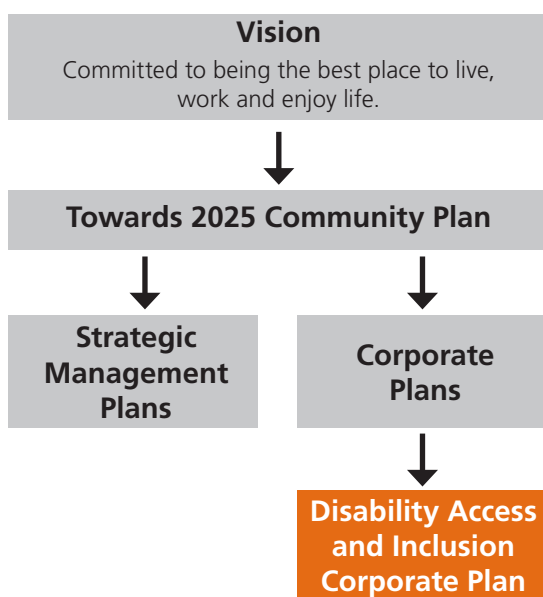 Vision
Committed to being the best place to live,
work and enjoy life.
Towards 2025 Community Plan
Strategic
Management
Plans
Corporate
Plans
Disability Access
and Inclusion
Corporate Plan